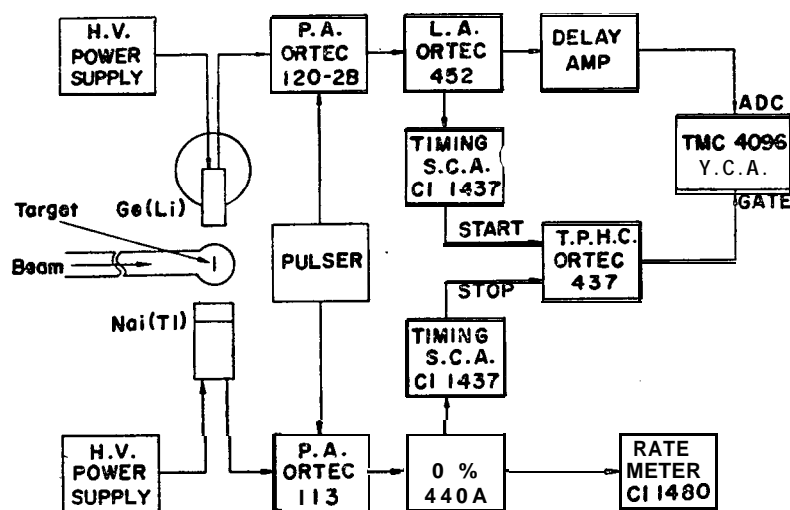 H.V.
POWER
SUPPLY
P.A.
ORTEC
120-2B
L.A.
ORTEC
452
DELAY
AMP
ADC
TMC 4096
Y.C.A.
GATE
TIMING
S.C.A.
CI 1437
START
T.P.H.C.
ORTEC
437
STOP
Ge(Li)
Target
Beam
PULSER
Nai(Tl)
TIMING
S.C.A.
CI 1437
H.V.
POWER
SUPPLY
P.A.
ORTEC
113
0 %
440A
RATE
METER
CI 1480